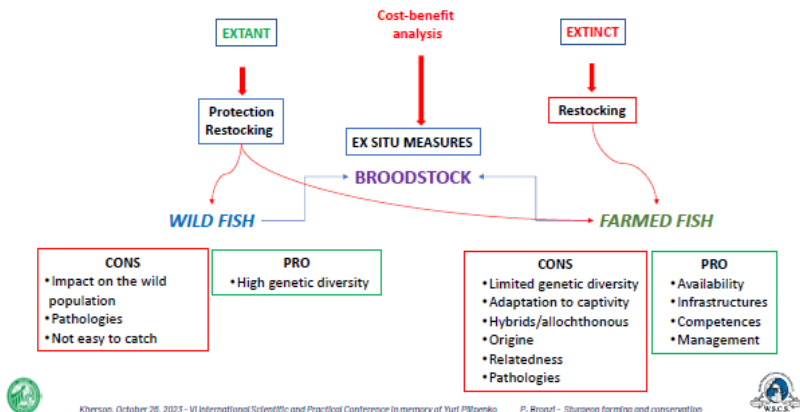 EXTANT
Cost-benefit
analysis
EXTINCT
Protection
Restocking
Restocking
EX SITU MEASURES
BROODSTOCK
WILD FISH
FARMED FISH
CONS
•Impact on the wild
population
•Pathologies
•Not easy to catch
PRO
•High genetic diversity
CONS
•Limited genetic diversity
•Adaptation to captivity
•Hybrids/allochthonous
•Origine
•Relatedness
•Pathologies
PRO
•Availability
•Infrastructures
•Competences
•Management
Kherson, October 26, 2023 - VI International Scientific and Practical Conference in memory of Yuri Pilipenko
P. Bronzi - Sturgeon farming and conservation
W.S.C.S.